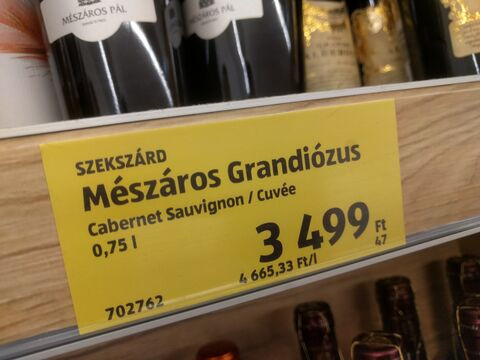 MÉSZÁROS PÁL
MÉSZÁROS PÁL
SZEKSZÁRD
Mészáros Grandiózus
Cabernet Sauvignon / Cuvée
0,75 l
3 499 Ft
47
4 665,33 Ft/l
702762